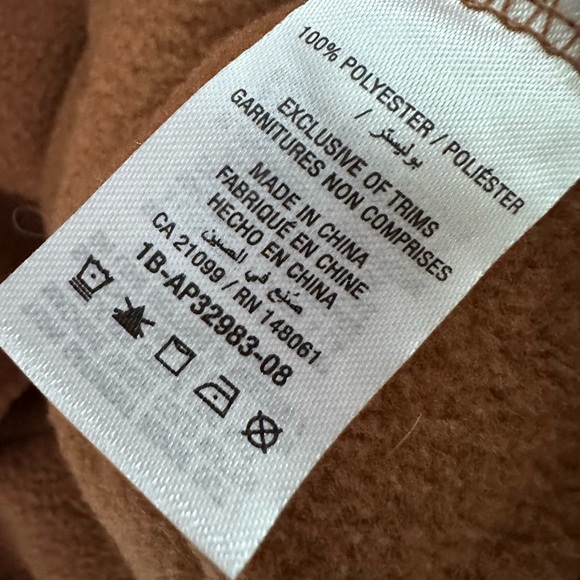 100% POLYESTER / POLIÉSTER
/ بوليستر
EXCLUSIVE OF TRIMS
GARNITURES NON COMPRISES
MADE IN CHINA
FABRIQUÉ EN CHINE
HECHO EN CHINA
صُنع في الصين
CA 21099 / RN 148061
1B-AP32983-08